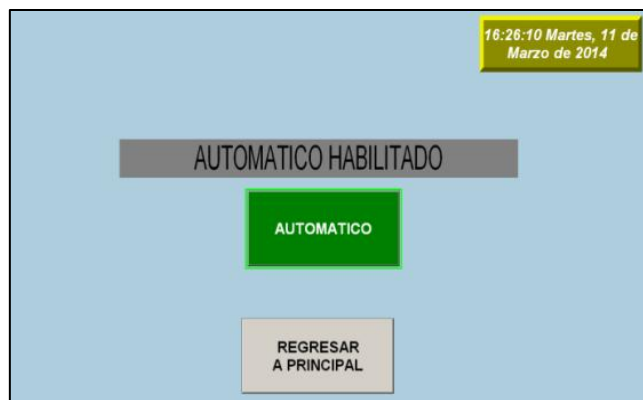 16:26:10 Martes, 11 de
Marzo de 2014
AUTOMATICO HABILITADO
AUTOMATICO
REGRESAR
A PRINCIPAL